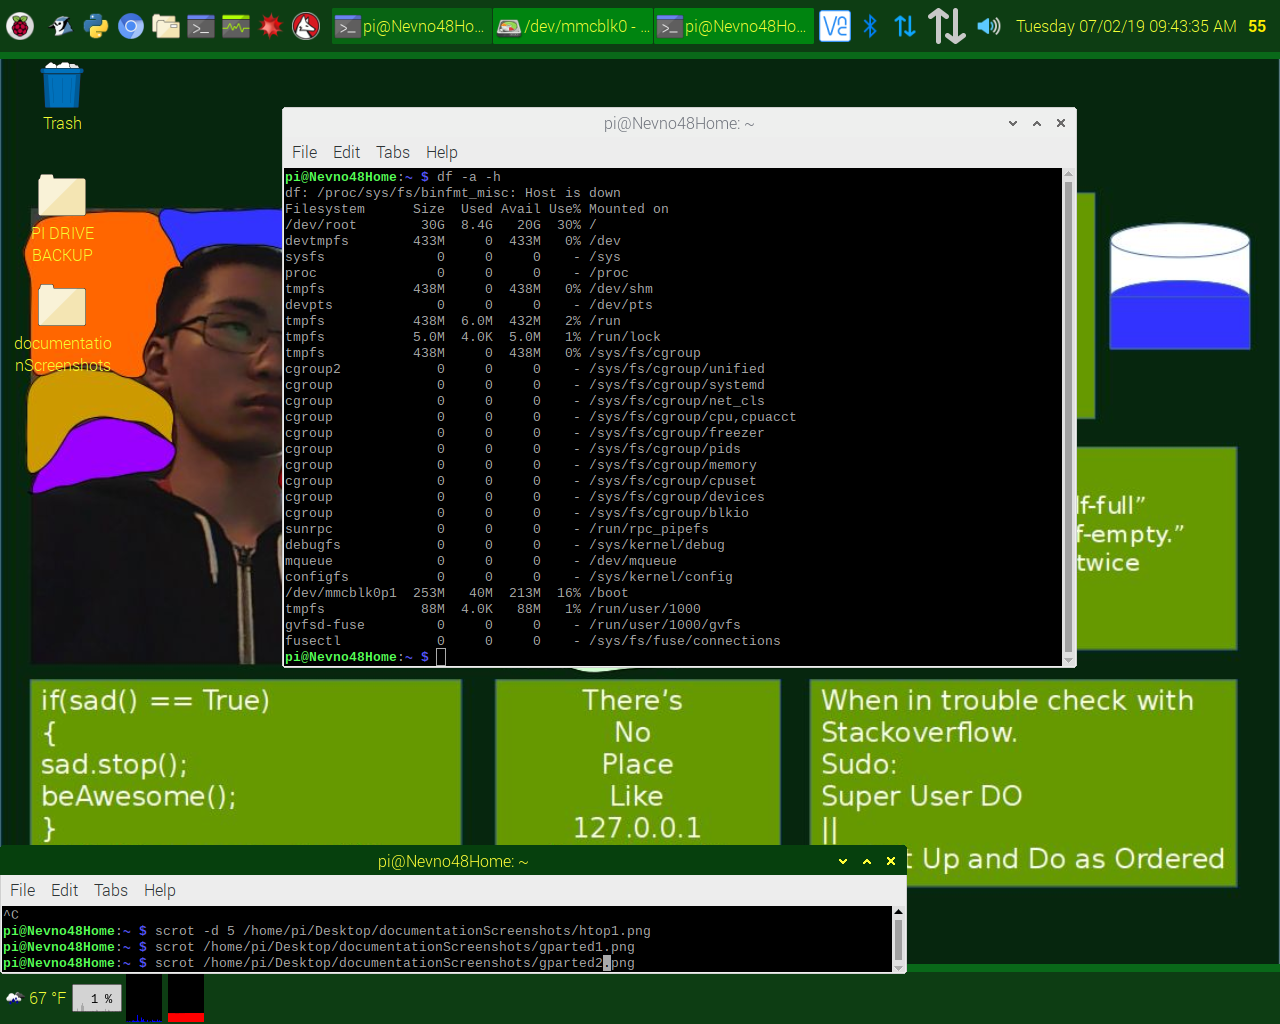 pi@Nevno48Ho...
/dev/mmcblk0 - ...
pi@Nevno48Ho...
Tuesday 07/02/19 09:43:35 AM
55
Trash
PI DRIVE
BACKUP
documentatio
nScreenshots
pi@Nevno48Home: ~
File Edit Tabs Help
pi@Nevno48Home:~ $ df -a -h
df: /proc/sys/fs/binfmt_misc: Host is down
Filesystem      Size  Used Avail Use% Mounted on
/dev/root        30G  8.4G   20G  30% /
devtmpfs        433M     0  433M   0% /dev
sysfs              0     0     0    - /sys
proc               0     0     0    - /proc
tmpfs           438M     0  438M   0% /dev/shm
devpts             0     0     0    - /dev/pts
tmpfs           438M  6.0M  432M   2% /run
tmpfs           5.0M  4.0K  5.0M   1% /run/lock
tmpfs           438M     0  438M   0% /sys/fs/cgroup
cgroup2            0     0     0    - /sys/fs/cgroup/unified
cgroup             0     0     0    - /sys/fs/cgroup/systemd
cgroup             0     0     0    - /sys/fs/cgroup/net_cls
cgroup             0     0     0    - /sys/fs/cgroup/cpu,cpuacct
cgroup             0     0     0    - /sys/fs/cgroup/freezer
cgroup             0     0     0    - /sys/fs/cgroup/pids
cgroup             0     0     0    - /sys/fs/cgroup/memory
cgroup             0     0     0    - /sys/fs/cgroup/cpuset
cgroup             0     0     0    - /sys/fs/cgroup/devices
cgroup             0     0     0    - /sys/fs/cgroup/blkio
sunrpc             0     0     0    - /run/rpc_pipefs
debugfs            0     0     0    - /sys/kernel/debug
mqueue             0     0     0    - /dev/mqueue
configfs           0     0     0    - /sys/kernel/config
/dev/mmcblk0p1  253M   40M  213M  16% /boot
tmpfs            88M  4.0K   88M   1% /run/user/1000
gvfsd-fuse         0     0     0    - /run/user/1000/gvfs
fusectl            0     0     0    - /sys/fs/fuse/connections
pi@Nevno48Home:~ $
lf-full”
f-empty.”
twice
if(sad() == True)
{
sad.stop();
beAwesome();
}
There's
No
Place
Like
127.0.0.1
When in trouble check with
Stackoverflow.
Sudo:
Super User DO
||
t Up and Do as Ordered
pi@Nevno48Home: ~
File Edit Tabs Help
^C
pi@Nevno48Home:~ $ scrot -d 5 /home/pi/Desktop/documentationScreenshots/htop1.png
pi@Nevno48Home:~ $ scrot /home/pi/Desktop/documentationScreenshots/gparted1.png
pi@Nevno48Home:~ $ scrot /home/pi/Desktop/documentationScreenshots/gparted2.png
67 °F
1 %